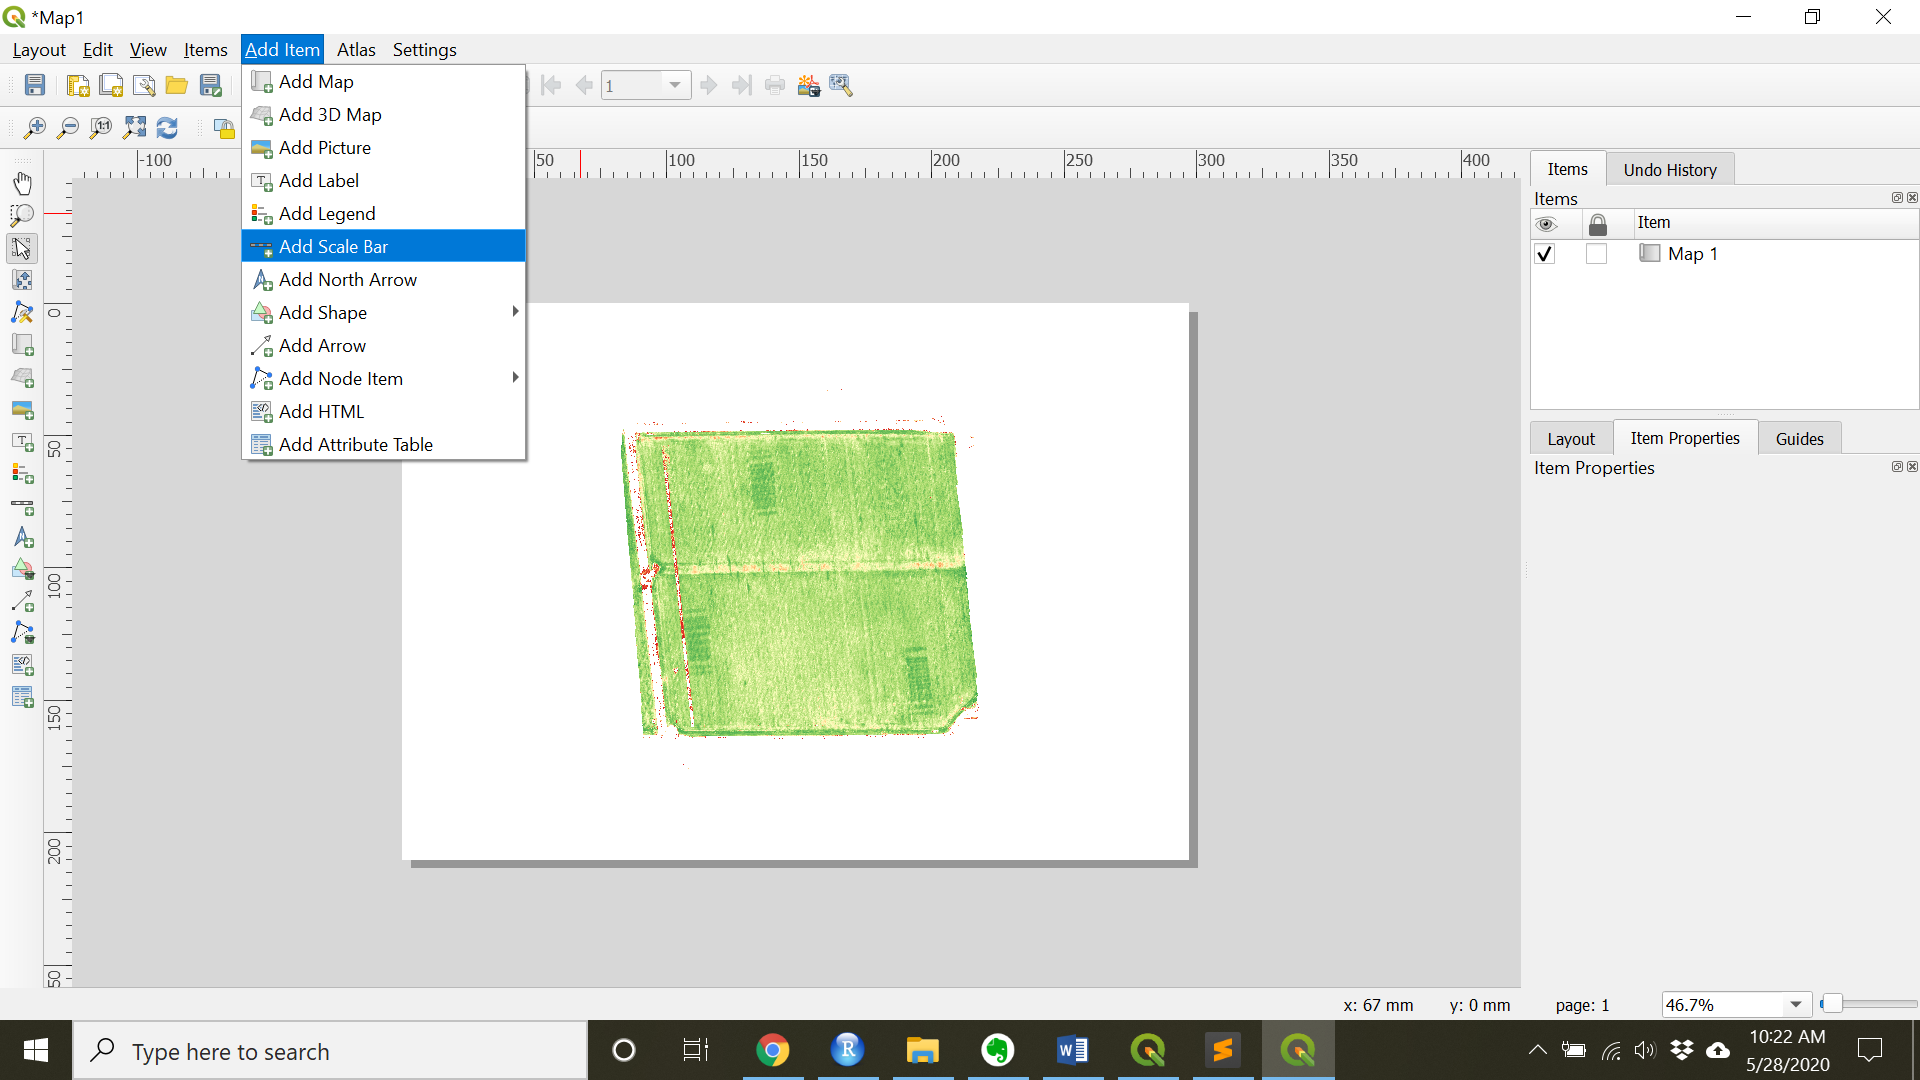 *Map1
Layout Edit View Items Add Item Atlas Settings
1
Add Map
Add 3D Map
Add Picture
Add Label
Add Legend
Add Scale Bar
Add North Arrow
Add Shape
Add Arrow
Add Node Item
Add HTML
Add Attribute Table
-100 50 100 150 200 250 300 350 400
0
50
100
150
200
50
Items Undo History
Items
Item
Map 1
Layout Item Properties Guides
Item Properties
x: 67 mm y: 0 mm page: 1 46.7%
Type here to search
10:22 AM
5/28/2020